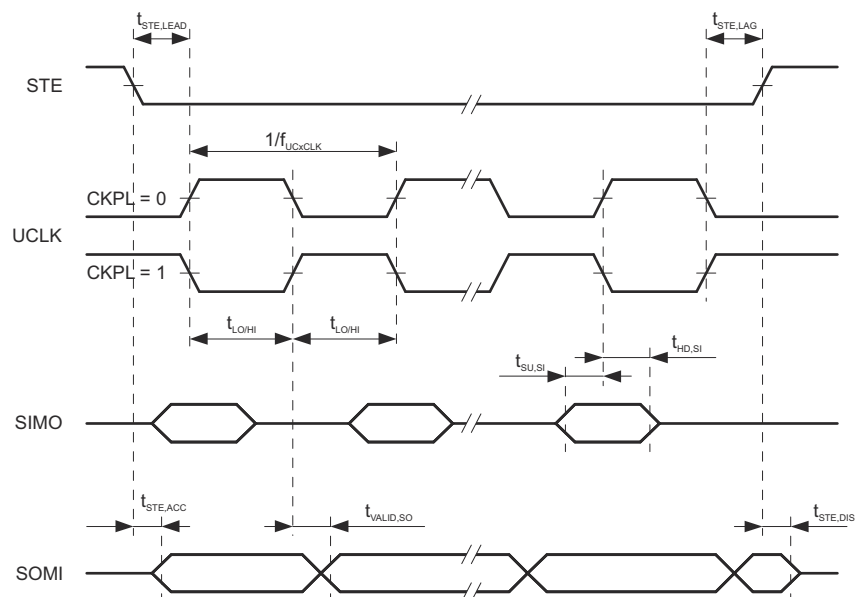 tSTE,LEAD
tSTE,LAG
STE
1/fUCxCLK
CKPL = 0
UCLK
CKPL = 1
tLO/HI
tLO/HI
tHD,SI
tSU,SI
SIMO
tSTE,ACC
tVALID,SO
tSTE,DIS
SOMI